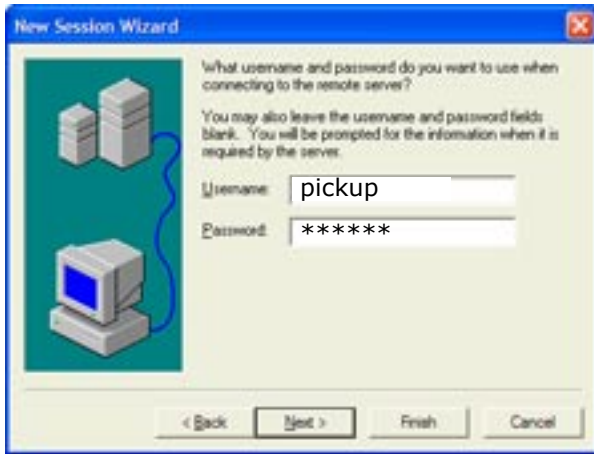 New Session Wizard
What username and password do you want to use when
connecting to the remote server?
You may also leave the username and password fields
blank. You will be prompted for the information when it is
required by the server.
Username: pickup
Password: ******
< Back Next > Finish Cancel